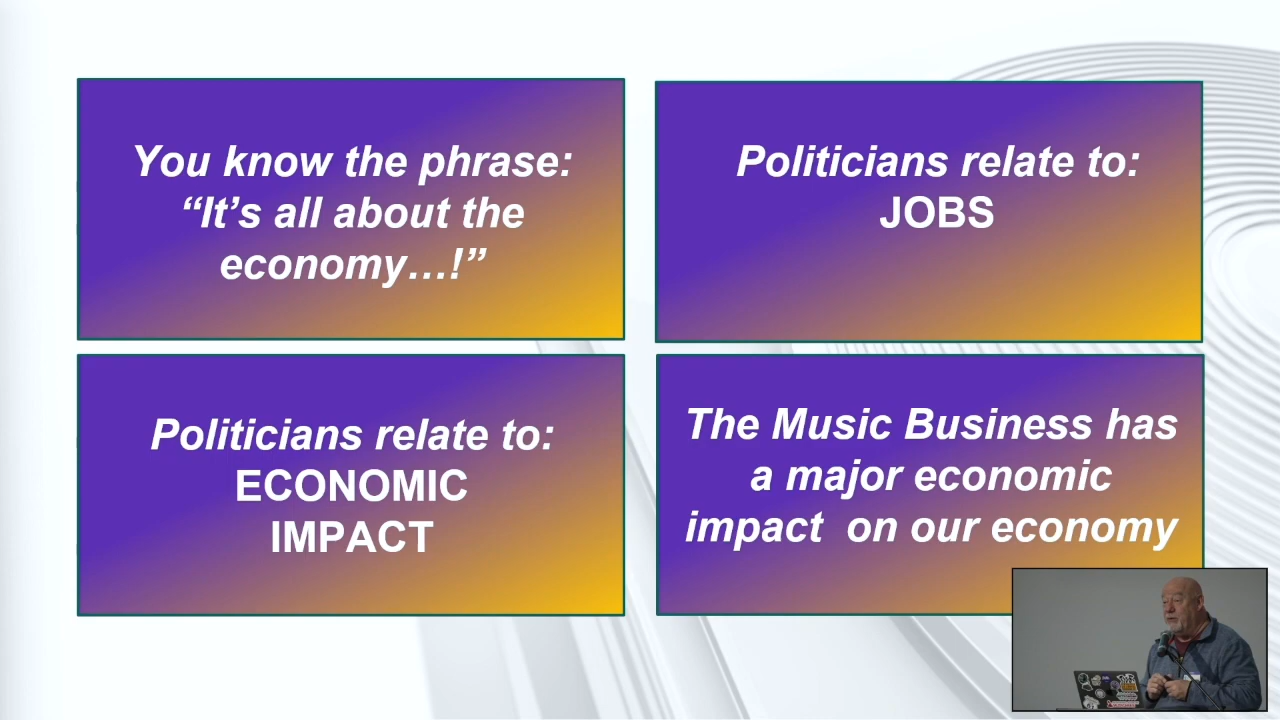 You know the phrase:
“It’s all about the
economy…!”
Politicians relate to:
JOBS
Politicians relate to:
ECONOMIC
IMPACT
The Music Business has
a major economic
impact  on our economy